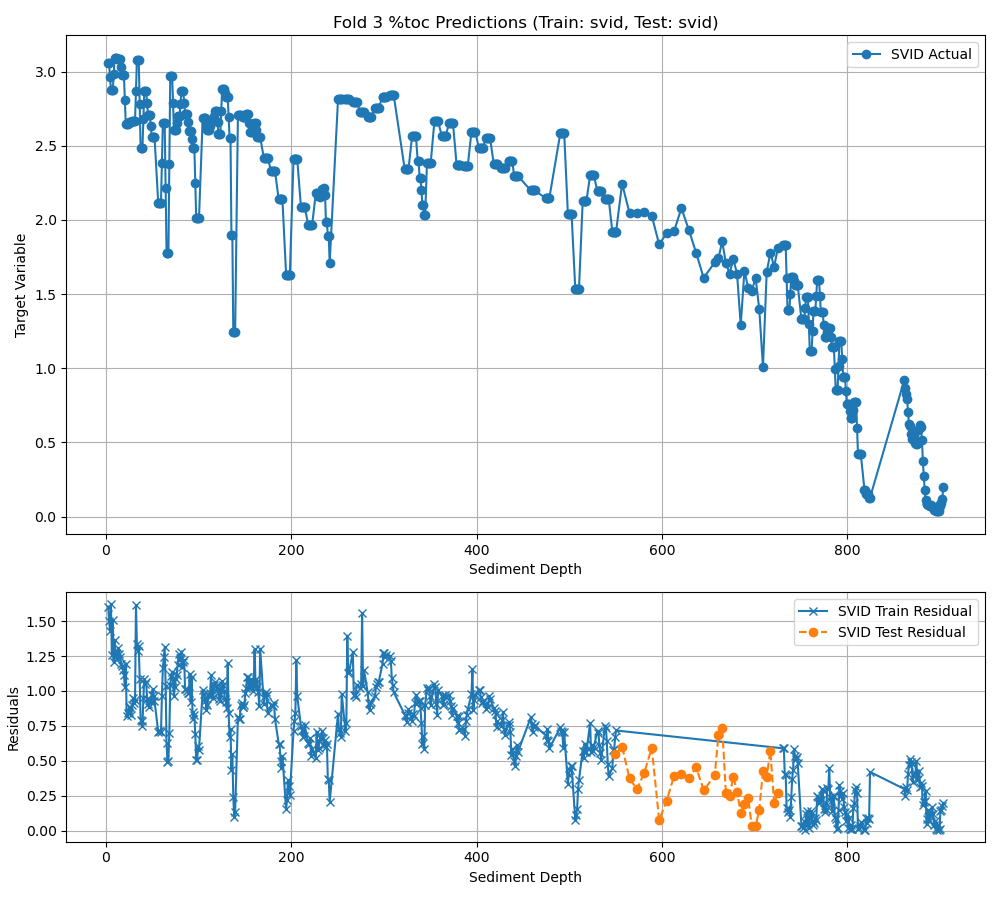 Fold 3 %toc Predictions (Train: svid, Test: svid)
SVID Actual
Target Variable
3.0
2.5
2.0
1.5
1.0
0.5
0.0
0 200 400 600 800
Sediment Depth
SVID Train Residual
SVID Test Residual
Residuals
1.50
1.25
1.00
0.75
0.50
0.25
0.00
0 200 400 600 800
Sediment Depth